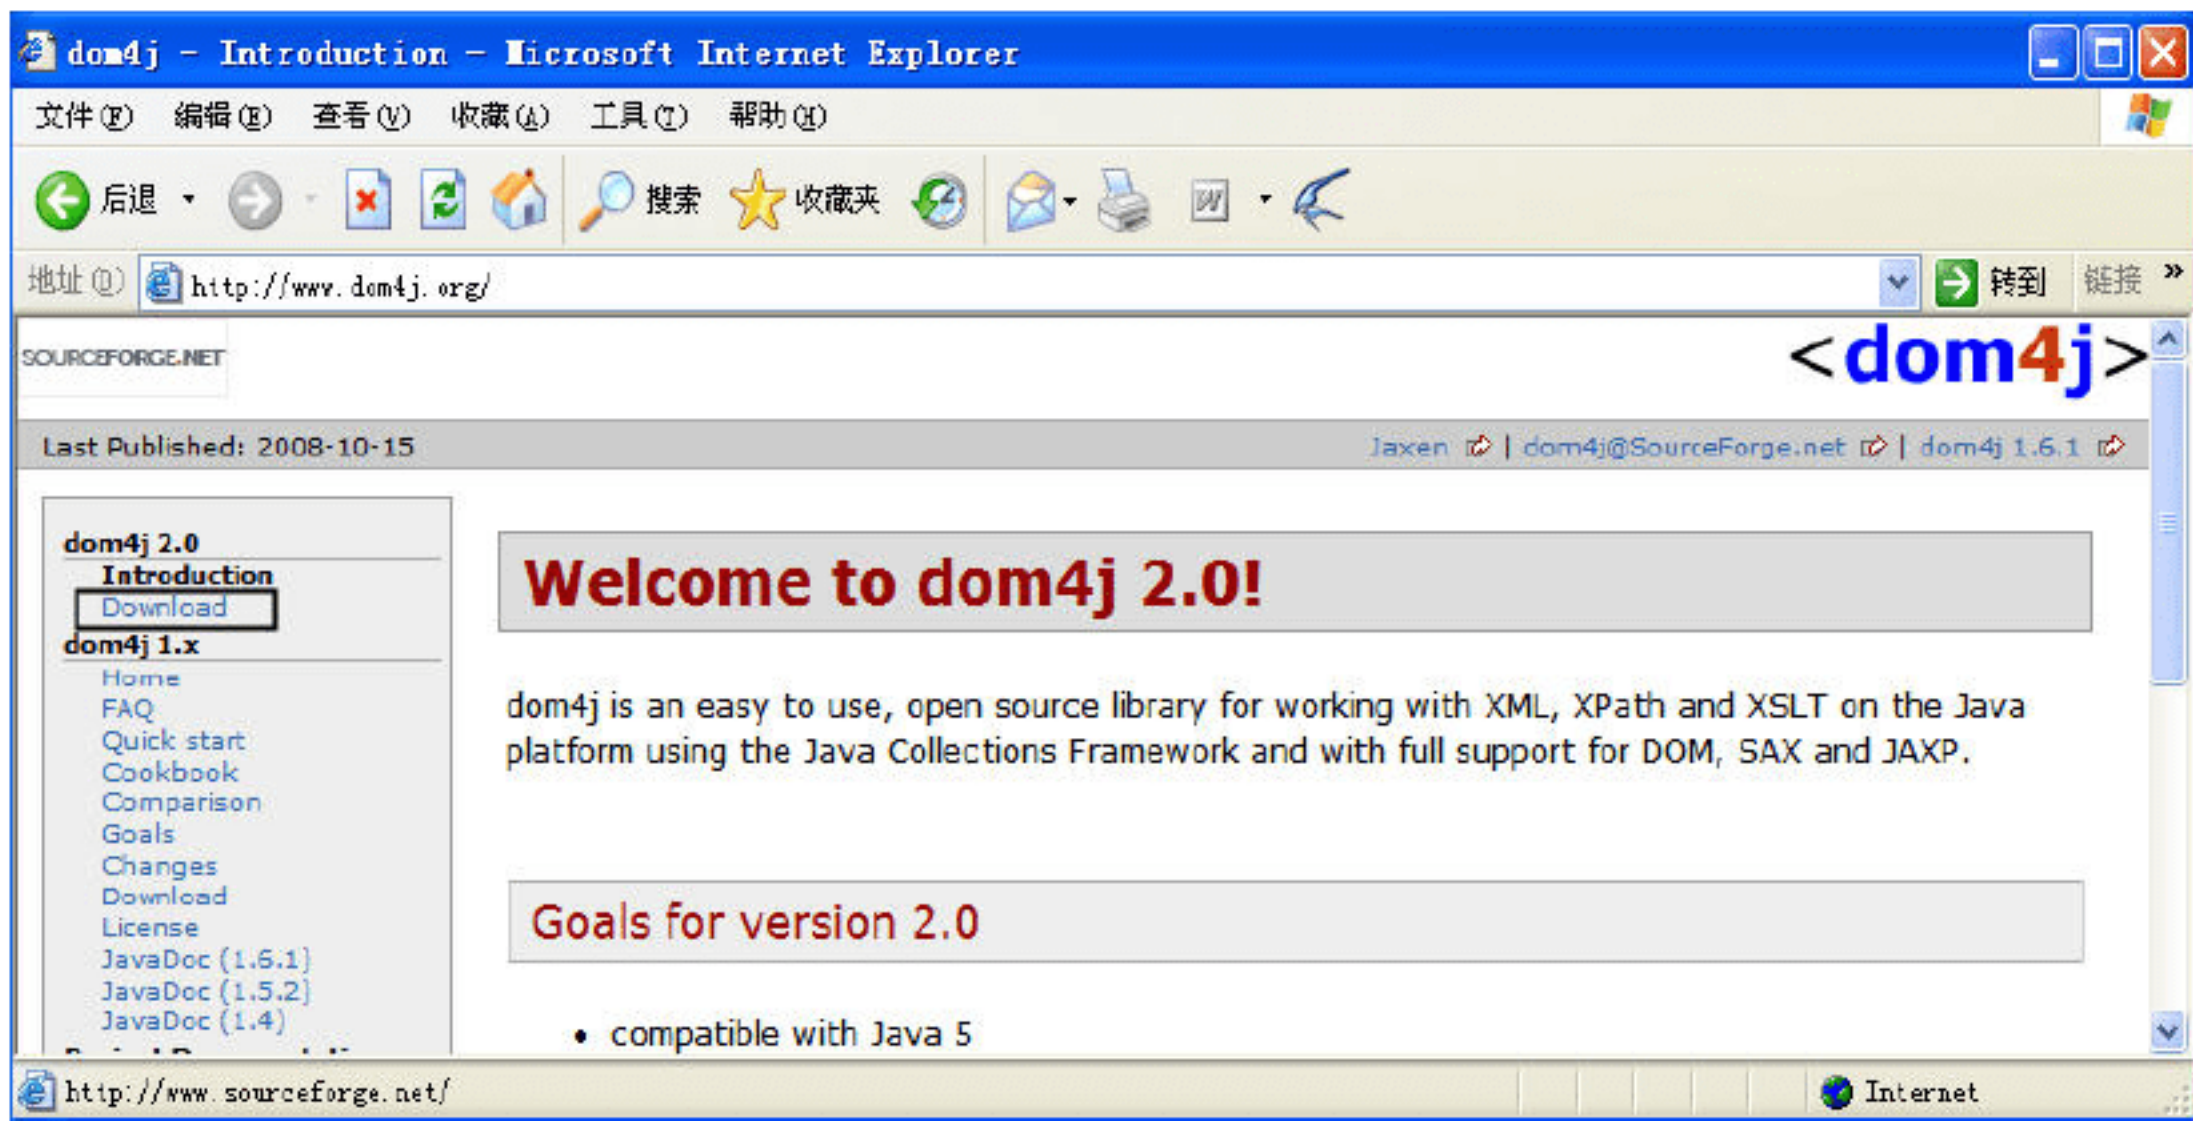 dom4j - Introduction - Microsoft Internet Explorer
文件(F) 编辑(E) 查看(V) 收藏(A) 工具(T) 帮助(H)
后退 搜索 收藏夹
地址(D) http://www.dom4j.org/ 转到 链接 »
SOURCEFORGE.NET
<dom4j>
Last Published: 2008-10-15 Jaxen | dom4j@SourceForge.net | dom4j 1.6.1
dom4j 2.0
Introduction
Download
dom4j 1.x
Home
FAQ
Quick start
Cookbook
Comparison
Goals
Changes
Download
License
JavaDoc (1.6.1)
JavaDoc (1.5.2)
JavaDoc (1.4)
Welcome to dom4j 2.0!
dom4j is an easy to use, open source library for working with XML, XPath and XSLT on the Java
platform using the Java Collections Framework and with full support for DOM, SAX and JAXP.
Goals for version 2.0
• compatible with Java 5
http://www.sourceforge.net/ Internet